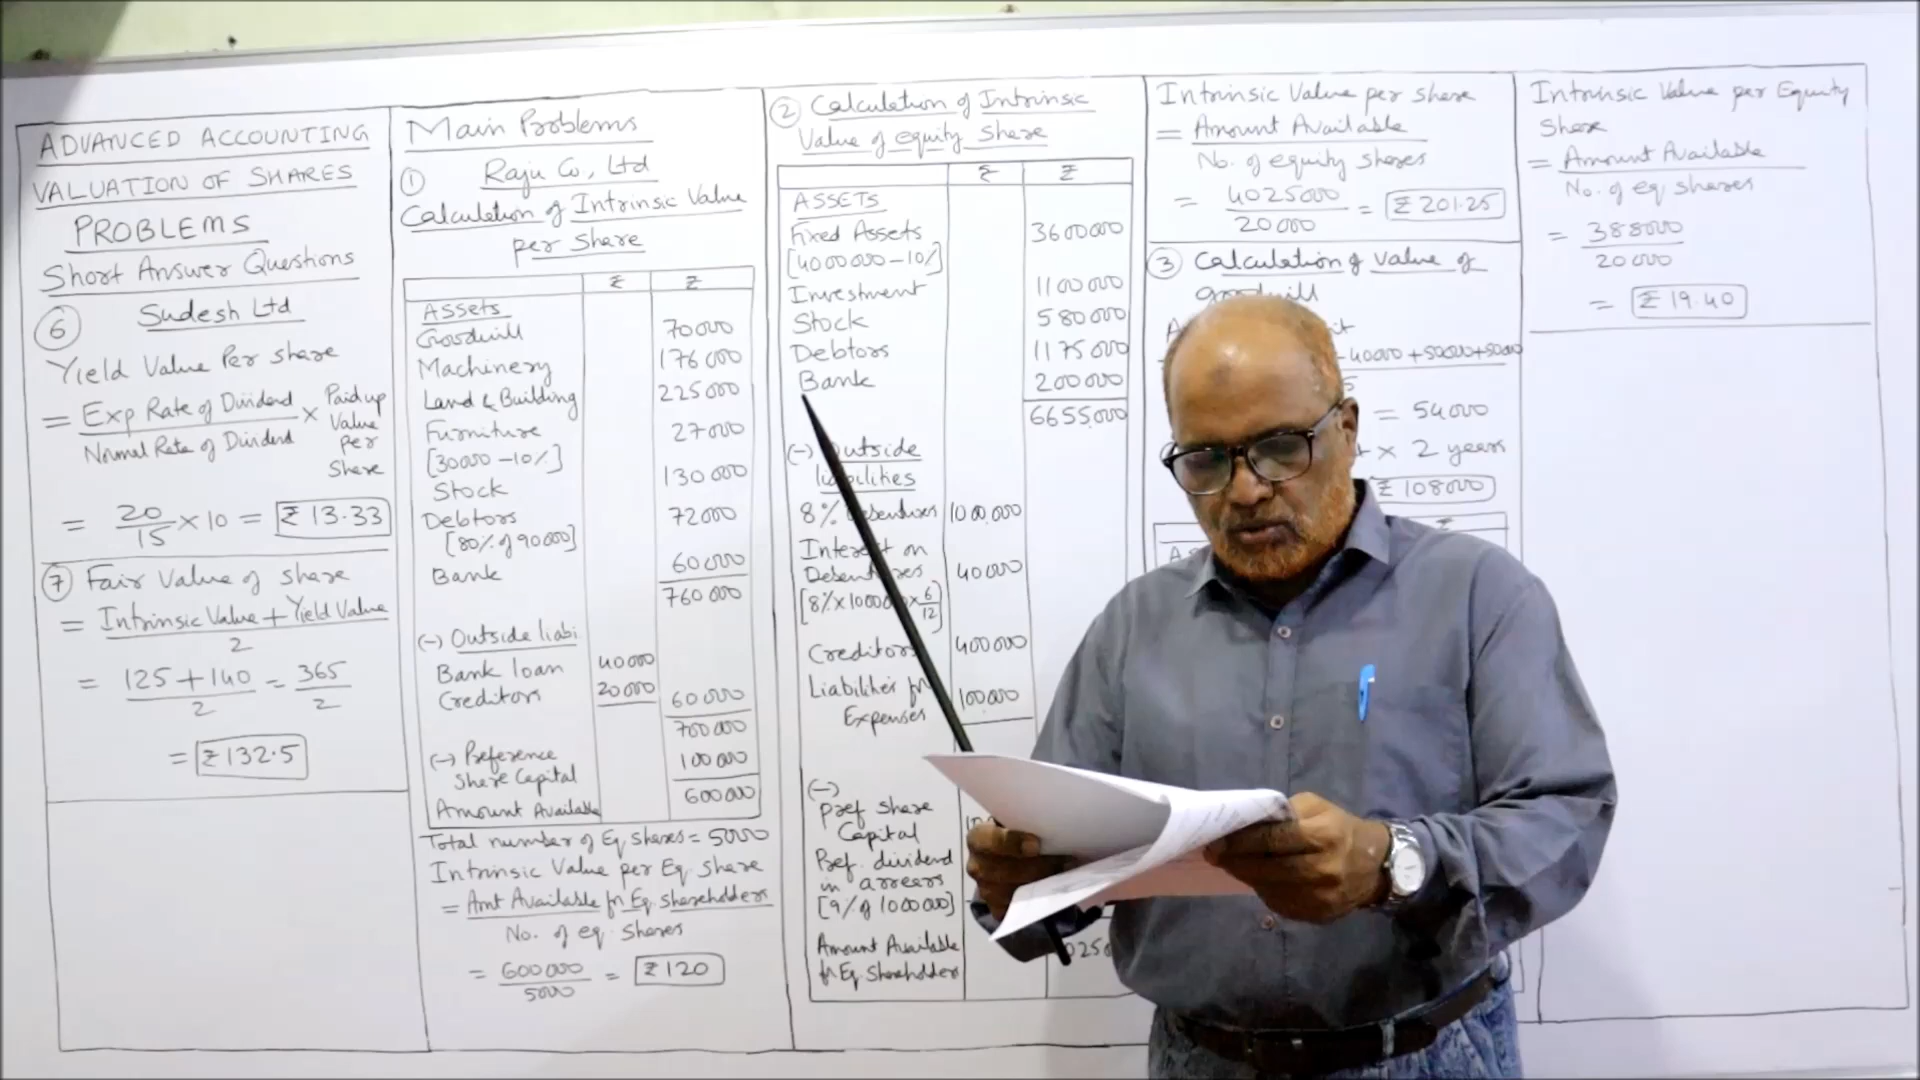 ADVANCED ACCOUNTING
VALUATION OF SHARES
PROBLEMS
Short Answer Questions
6 Sudesh Ltd
Yield Value Per share
= Exp Rate of Dividend / Normal Rate of Dividend × Paid up Value per Share
= 20/15 × 10 = ₹ 13.33
7 Fair Value of share
= Intrinsic Value + Yield Value / 2
= 125 + 140 / 2 = 365 / 2
= ₹ 132.5
Main Problems
1 Raju Co, Ltd
Calculation of Intrinsic Value
per share
₹ ₹
Assets
Goodwill 70000
Machinery 176000
Land & Building 225000
Furniture 27000
[30000 - 10%]
Stock 130000
Debtors 72000
[80% of 90000]
Bank 60000
760000
(-) Outside liabi
Bank loan 40000
Creditors 20000 60000
700000
(-) Preference 100000
Share Capital
Amount Available 600000
Total number of Eq shares = 5000
Intrinsic Value per Eq. Share
= Amt Available for Eq. shareholders
No. of eq. shares
= 600000 / 5000 = ₹ 120
2 Calculation of Intrinsic
Value of equity share
₹ ₹
ASSETS
Fixed Assets 3600000
[4000000 - 10%]
Investment 1100000
Stock 580000
Debtors 1175000
Bank 200000
6655000
(-) Outside
liabilities
8% Debentures 1000000
Interest on
Debentures 40000
[8% × 1000000 × 6/12]
Creditors 400000
Liabilities for
Expenses 100000
(-)
Pref Share
Capital
Pref. dividend
in arrears
[9% of 1000000]
Amount Available
for Eq. Shareholders
Intrinsic Value per share
= Amount Available
No. of equity shares
= 4025000 / 20000 = ₹ 201.25
3 Calculation of Value of
goodwill
40000 + 50000 + 50000
= 54000
× 2 years
₹ 108000
₹
Intrinsic Value per Equity
Share
= Amount Available
No. of eq shares
= 388000
20000
= ₹ 19.40